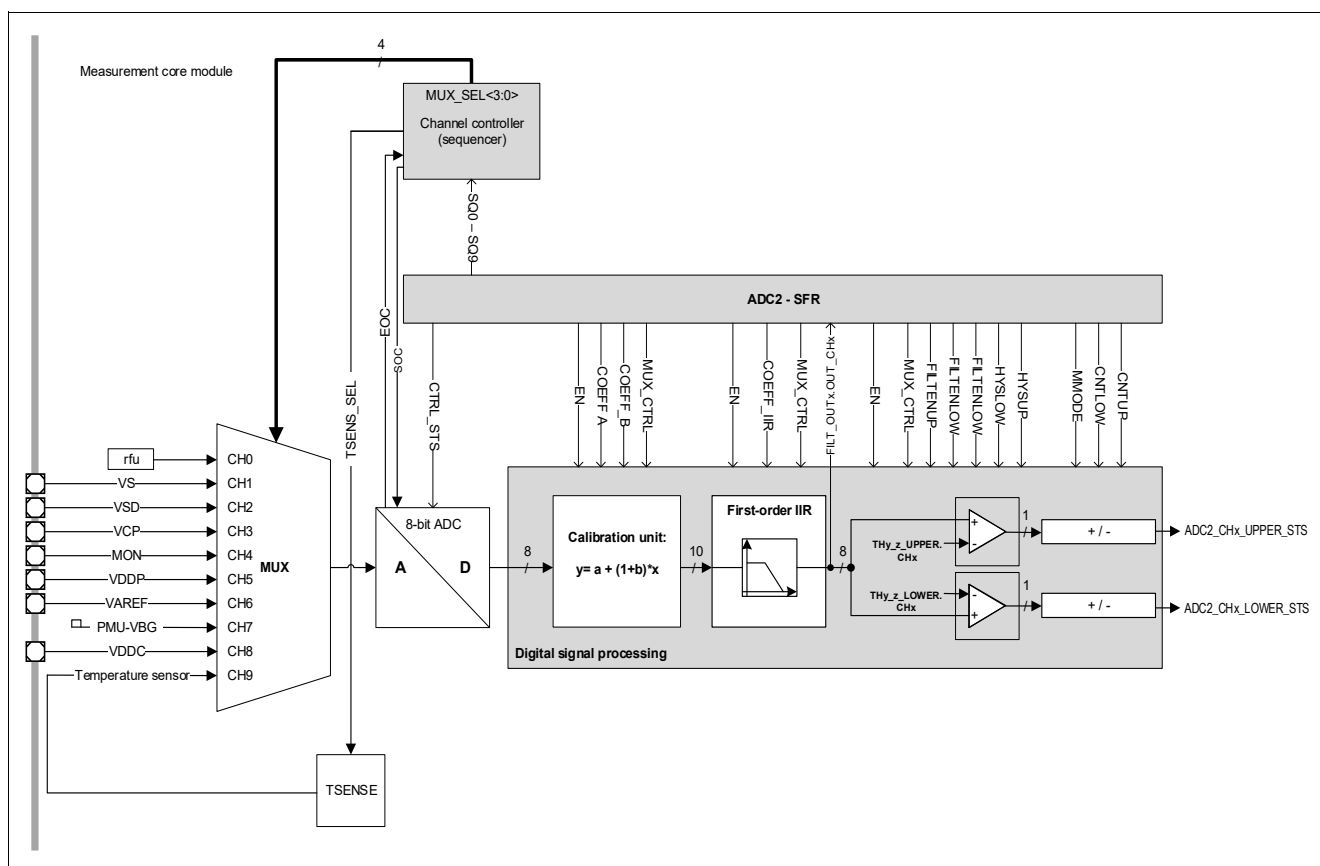 4
Measurement core module
MUX_SEL<3:0>
Channel controller
(sequencer)
SQ0 – SQ9
ADC2 - SFR
TSENS_SEL
EOC
SOC
CTRL_STS
EN
COEFF A
COEFF_B
MUX_CTRL
EN
COEFF_IIR
MUX_CTRL
FILT_OUTx.OUT_CHx
EN
MUX_CTRL
FILTENUP
FILTENLOW
FILTENLOW
HYSLOW
HYSUP
MMODE
CNTLOW
CNTUP
rfu
CH0
VS
CH1
VSD
CH2
VCP
CH3
MON
CH4
VDDP
CH5
VAREF
CH6
PMU-VBG
CH7
VDDC
CH8
Temperature sensor
CH9
MUX
8-bit ADC
A
D
8
Calibration unit:
y= a + (1+b)*x
10
First-order IIR
8
+
-
THy_z_UPPER.
CHx
1
+ / -
ADC2_CHx_UPPER_STS
THy_z_LOWER.
CHx
-
+
1
+ / -
ADC2_CHx_LOWER_STS
Digital signal processing
TSENSE